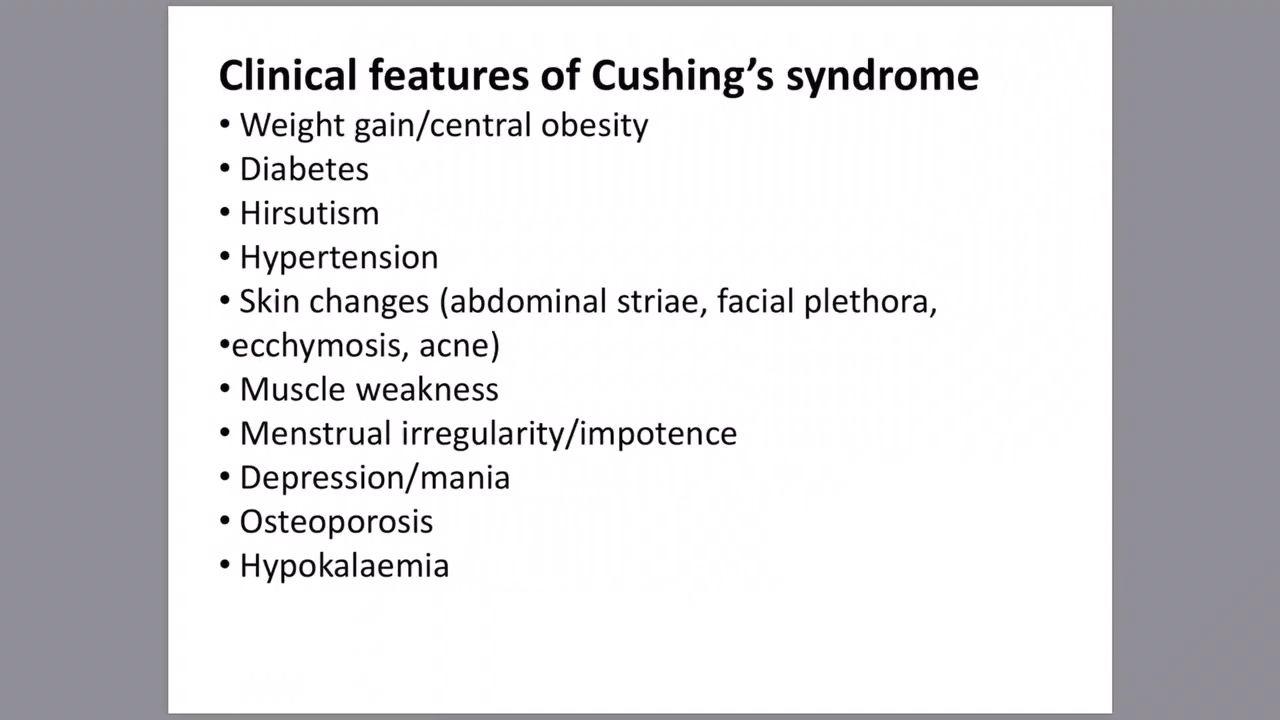 Clinical features of Cushing’s syndrome
• Weight gain/central obesity
• Diabetes
• Hirsutism
• Hypertension
• Skin changes (abdominal striae, facial plethora,
•ecchymosis, acne)
• Muscle weakness
• Menstrual irregularity/impotence
• Depression/mania
• Osteoporosis
• Hypokalaemia